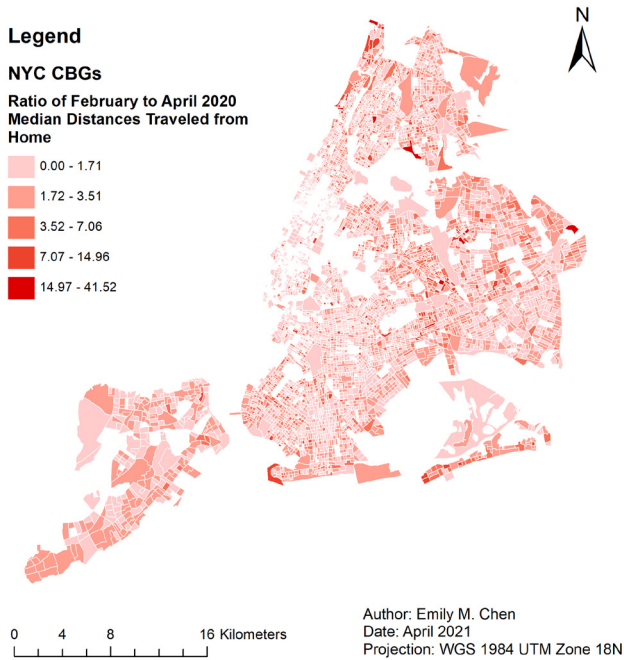 Legend
N
NYC CBGs
Ratio of February to April 2020
Median Distances Traveled from
Home
0.00 - 1.71
1.72 - 3.51
3.52 - 7.06
7.07 - 14.96
14.97 - 41.52
Author: Emily M. Chen
Date: April 2021
Projection: WGS 1984 UTM Zone 18N
0 4 8 16 Kilometers